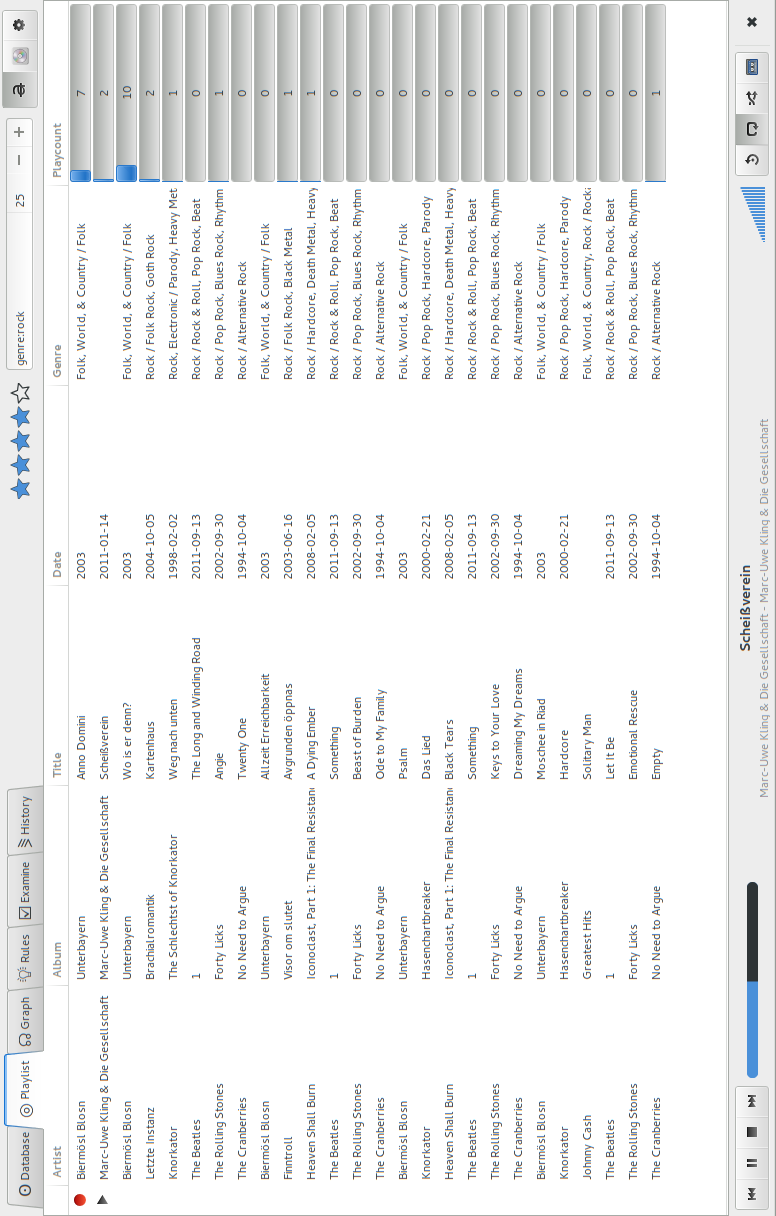 Database Playlist Graph Rules Examine History
genre:rock 25 − + a
Artist Album Title Date Genre Playcount
Biermösl Blosn Unterbayern Anno Domini 2003 Folk, World, & Country / Folk 7
Marc-Uwe Kling & Die Gesellschaft Marc-Uwe Kling & Die Gesellschaft Scheißverein 2011-01-14 2
Biermösl Blosn Unterbayern Wo is er denn? 2003 Folk, World, & Country / Folk 10
Letzte Instanz Brachialromantik Kartenhaus 2004-10-05 Rock / Folk Rock, Goth Rock 2
Knorkator The Schlechtst of Knorkator Weg nach unten 1998-02-02 Rock, Electronic / Parody, Heavy Met 1
The Beatles 1 The Long and Winding Road 2011-09-13 Rock / Rock & Roll, Pop Rock, Beat 0
The Rolling Stones Forty Licks Angie 2002-09-30 Rock / Pop Rock, Blues Rock, Rhythm 1
The Cranberries No Need to Argue Twenty One 1994-10-04 Rock / Alternative Rock 0
Biermösl Blosn Unterbayern Allzeit Erreichbarkeit 2003 Folk, World, & Country / Folk 0
Finntroll Visor om slutet Avgrunden öppnas 2003-06-16 Rock / Folk Rock, Black Metal 1
Heaven Shall Burn Iconoclast, Part 1: The Final Resistan A Dying Ember 2008-02-05 Rock / Hardcore, Death Metal, Heavy 1
The Beatles 1 Something 2011-09-13 Rock / Rock & Roll, Pop Rock, Beat 0
The Rolling Stones Forty Licks Beast of Burden 2002-09-30 Rock / Pop Rock, Blues Rock, Rhythm 0
The Cranberries No Need to Argue Ode to My Family 1994-10-04 Rock / Alternative Rock 0
Biermösl Blosn Unterbayern Psalm 2003 Folk, World, & Country / Folk 0
Knorkator Hasenchartbreaker Das Lied 2000-02-21 Rock / Pop Rock, Hardcore, Parody 0
Heaven Shall Burn Iconoclast, Part 1: The Final Resistan Black Tears 2008-02-05 Rock / Hardcore, Death Metal, Heavy 0
The Beatles 1 Something 2011-09-13 Rock / Rock & Roll, Pop Rock, Beat 0
The Rolling Stones Forty Licks Keys to Your Love 2002-09-30 Rock / Pop Rock, Blues Rock, Rhythm 0
The Cranberries No Need to Argue Dreaming My Dreams 1994-10-04 Rock / Alternative Rock 0
Biermösl Blosn Unterbayern Moschee in Riad 2003 Folk, World, & Country / Folk 0
Knorkator Hasenchartbreaker Hardcore 2000-02-21 Rock / Pop Rock, Hardcore, Parody 0
Johnny Cash Greatest Hits Solitary Man Folk, World, & Country, Rock / Rocka 0
The Beatles 1 Let It Be 2011-09-13 Rock / Rock & Roll, Pop Rock, Beat 0
The Rolling Stones Forty Licks Emotional Rescue 2002-09-30 Rock / Pop Rock, Blues Rock, Rhythm 0
The Cranberries No Need to Argue Empty 1994-10-04 Rock / Alternative Rock 1
Scheißverein
Marc-Uwe Kling & Die Gesellschaft - Marc-Uwe Kling & Die Gesellschaft